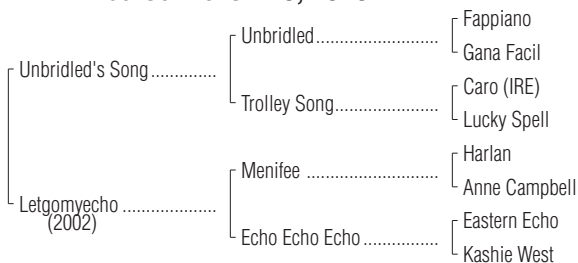 Unbridled's Song
Unbridled
Fappiano
Gana Facil
Trolley Song
Caro (IRE)
Lucky Spell
Letgomyecho
(2002)
Menifee
Harlan
Anne Campbell
Echo Echo Echo
Eastern Echo
Kashie West